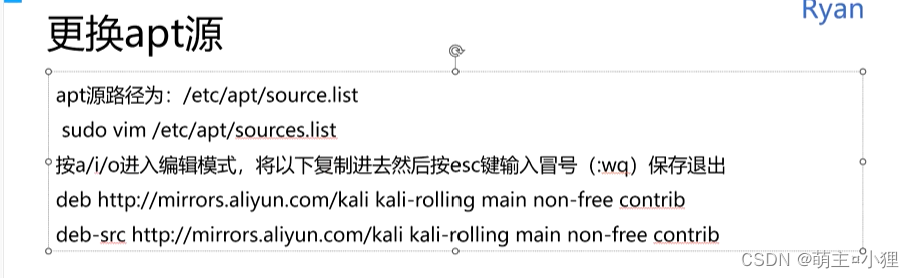 Ryan
更换apt源
apt源路径为：/etc/apt/source.list
sudo vim /etc/apt/sources.list
按a/i/o进入编辑模式，将以下复制进去然后按esc键输入冒号（:wq）保存退出
deb http://mirrors.aliyun.com/kali kali-rolling main non-free contrib
deb-src http://mirrors.aliyun.com/kali kali-rolling main non-free contrib
CSDN @萌主¤小狸